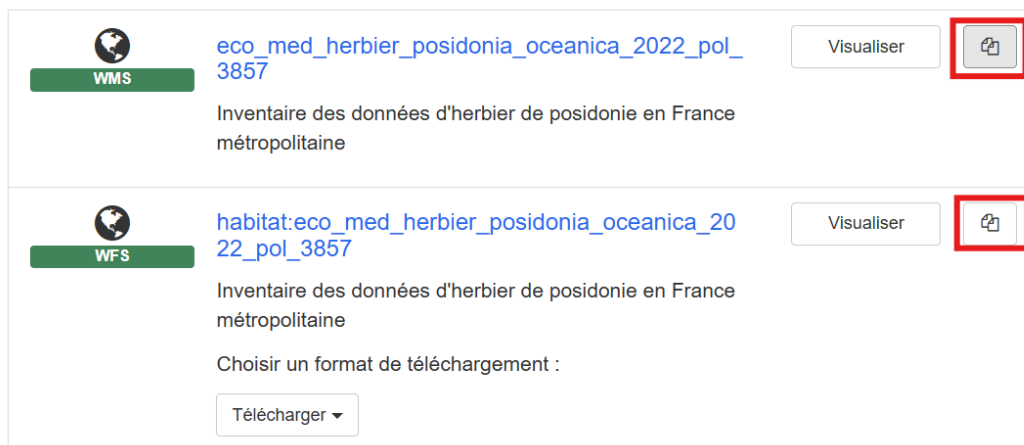 eco_med_herbier_posidonia_oceanica_2022_pol_
3857
Visualiser
WMS
Inventaire des données d'herbier de posidonie en France
métropolitaine
habitat:eco_med_herbier_posidonia_oceanica_20
22_pol_3857
Visualiser
WFS
Inventaire des données d'herbier de posidonie en France
métropolitaine
Choisir un format de téléchargement :
Télécharger